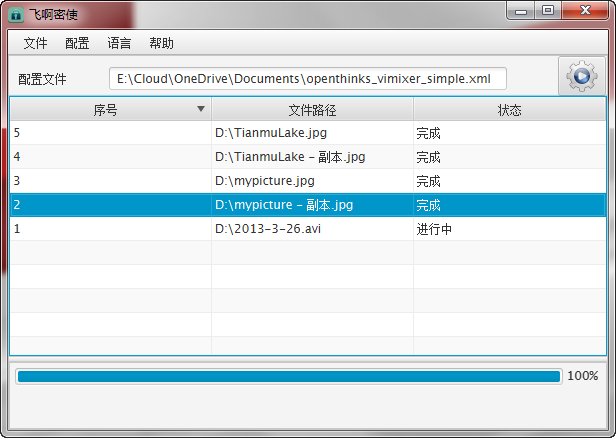 飞啊密使
文件 配置 语言 帮助
配置文件 E:\Cloud\OneDrive\Documents\openthinks_vimixer_simple.xml
序号 文件路径 状态
5 D:\TianmuLake.jpg 完成
4 D:\TianmuLake - 副本.jpg 完成
3 D:\mypicture.jpg 完成
2 D:\mypicture - 副本.jpg 完成
1 D:\2013-3-26.avi 进行中
100%